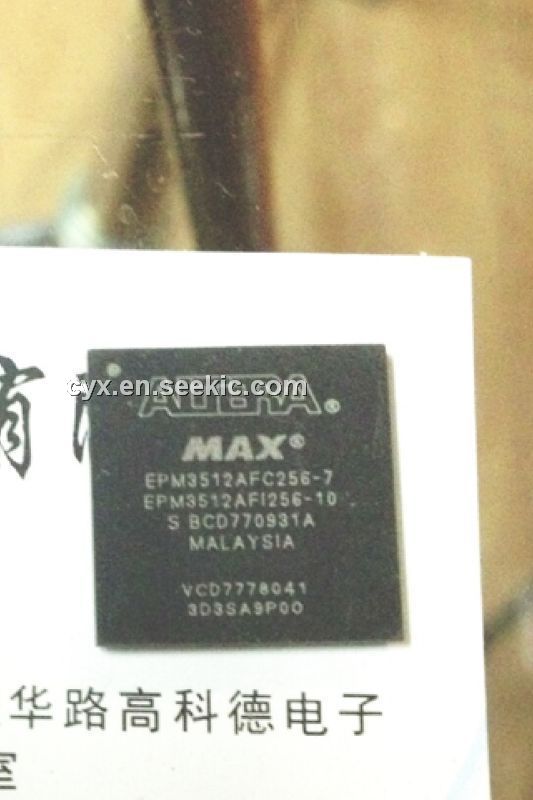 cyx.en.seekic.com
ALTERA®
MAX®
EPM3512AFC256-7
EPM3512AFI256-10
S BCD770931A
MALAYSIA
VCD7778041
3D3SA9P00
华路高科德电子
室